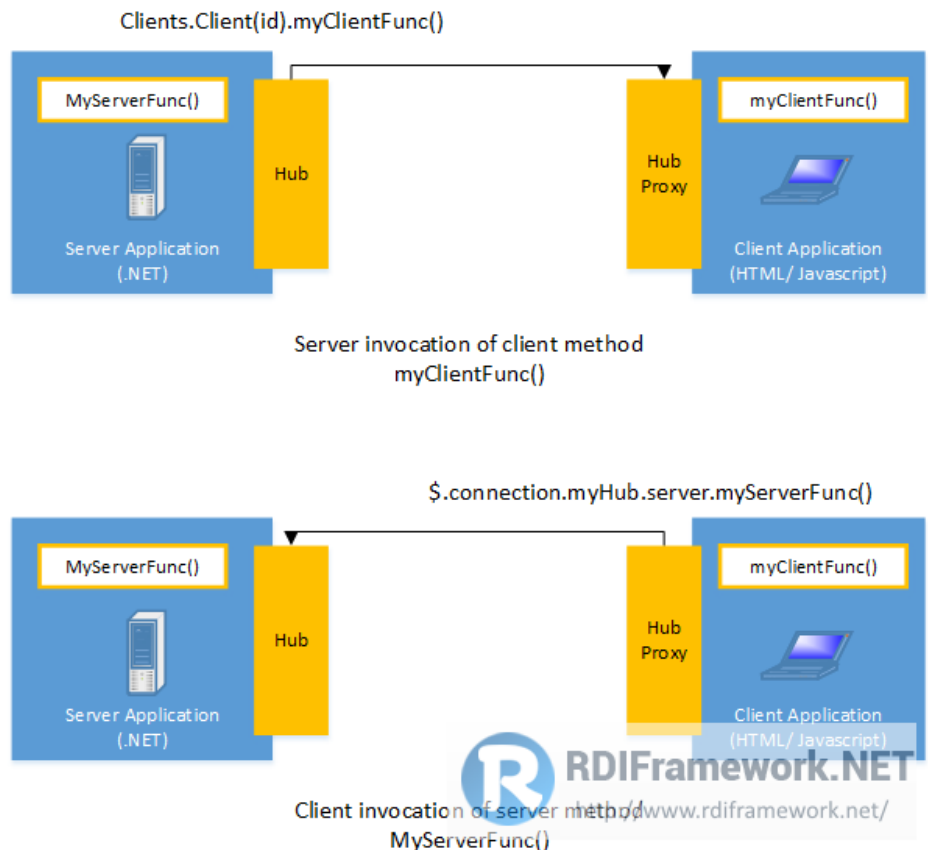 Clients.Client(id).myClientFunc()
MyServerFunc()
Hub
Server Application
(.NET)
Hub
Proxy
myClientFunc()
Client Application
(HTML/ Javascript)
Server invocation of client method
myClientFunc()
$.connection.myHub.server.myServerFunc()
MyServerFunc()
Hub
Server Application
(.NET)
Hub
Proxy
myClientFunc()
Client Application
(HTML/ Javascript)
R RDIFramework.NET
http://www.rdiframework.net/
Client invocation of server method
MyServerFunc()